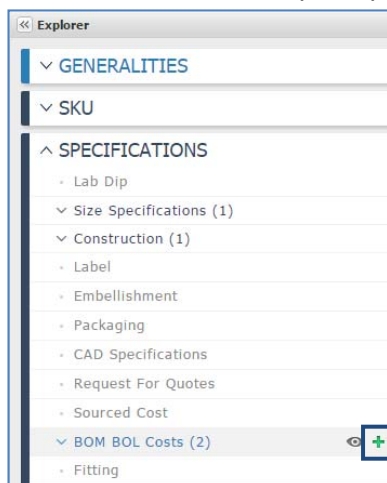 Explorer
GENERALITIES
SKU
SPECIFICATIONS
Lab Dip
Size Specifications (1)
Construction (1)
Label
Embellishment
Packaging
CAD Specifications
Request For Quotes
Sourced Cost
BOM BOL Costs (2)
Fitting